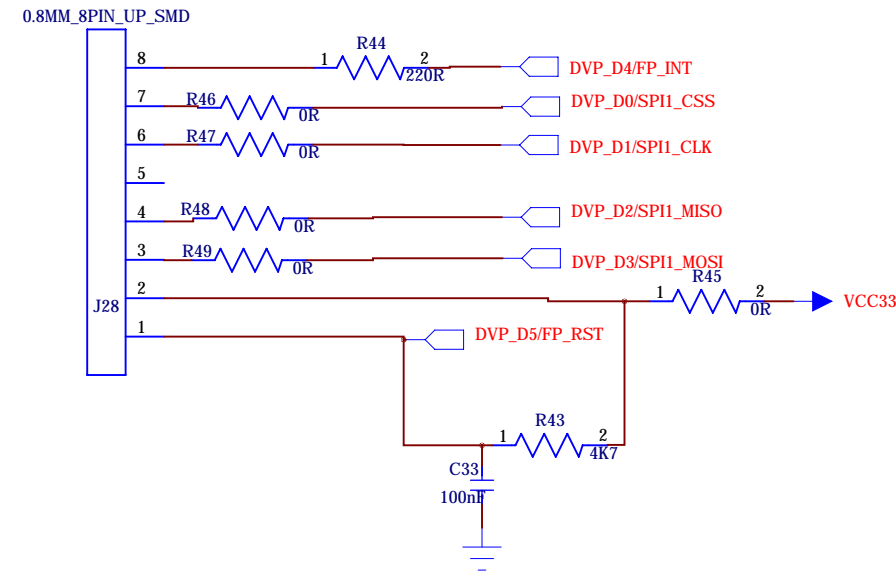 0.8MM_8PIN_UP_SMD
8
1
R44
2
220R
DVP_D4/FP_INT
7
R46
0R
DVP_D0/SPI1_CSS
6
R47
0R
DVP_D1/SPI1_CLK
5
4
R48
0R
DVP_D2/SPI1_MISO
3
R49
0R
DVP_D3/SPI1_MOSI
J28
2
1
R45
2
0R
VCC33
1
DVP_D5/FP_RST
1
R43
2
4K7
C33
100nF